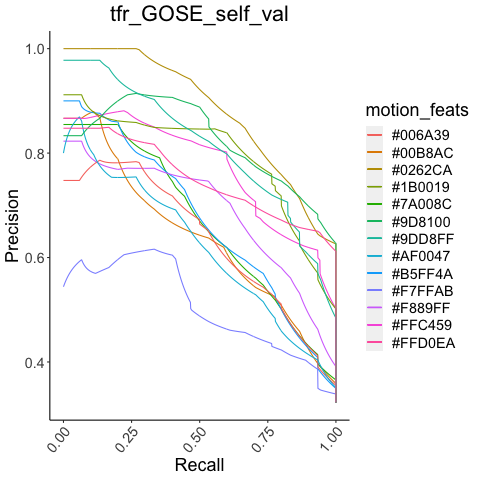 tfr_GOSE_self_val
1.0
0.8
0.6
0.4
Precision
0.00
0.25
0.50
0.75
1.00
Recall
motion_feats
#006A39
#00B8AC
#0262CA
#1B0019
#7A008C
#9D8100
#9DD8FF
#AF0047
#B5FF4A
#F7FFAB
#F889FF
#FFC459
#FFD0EA